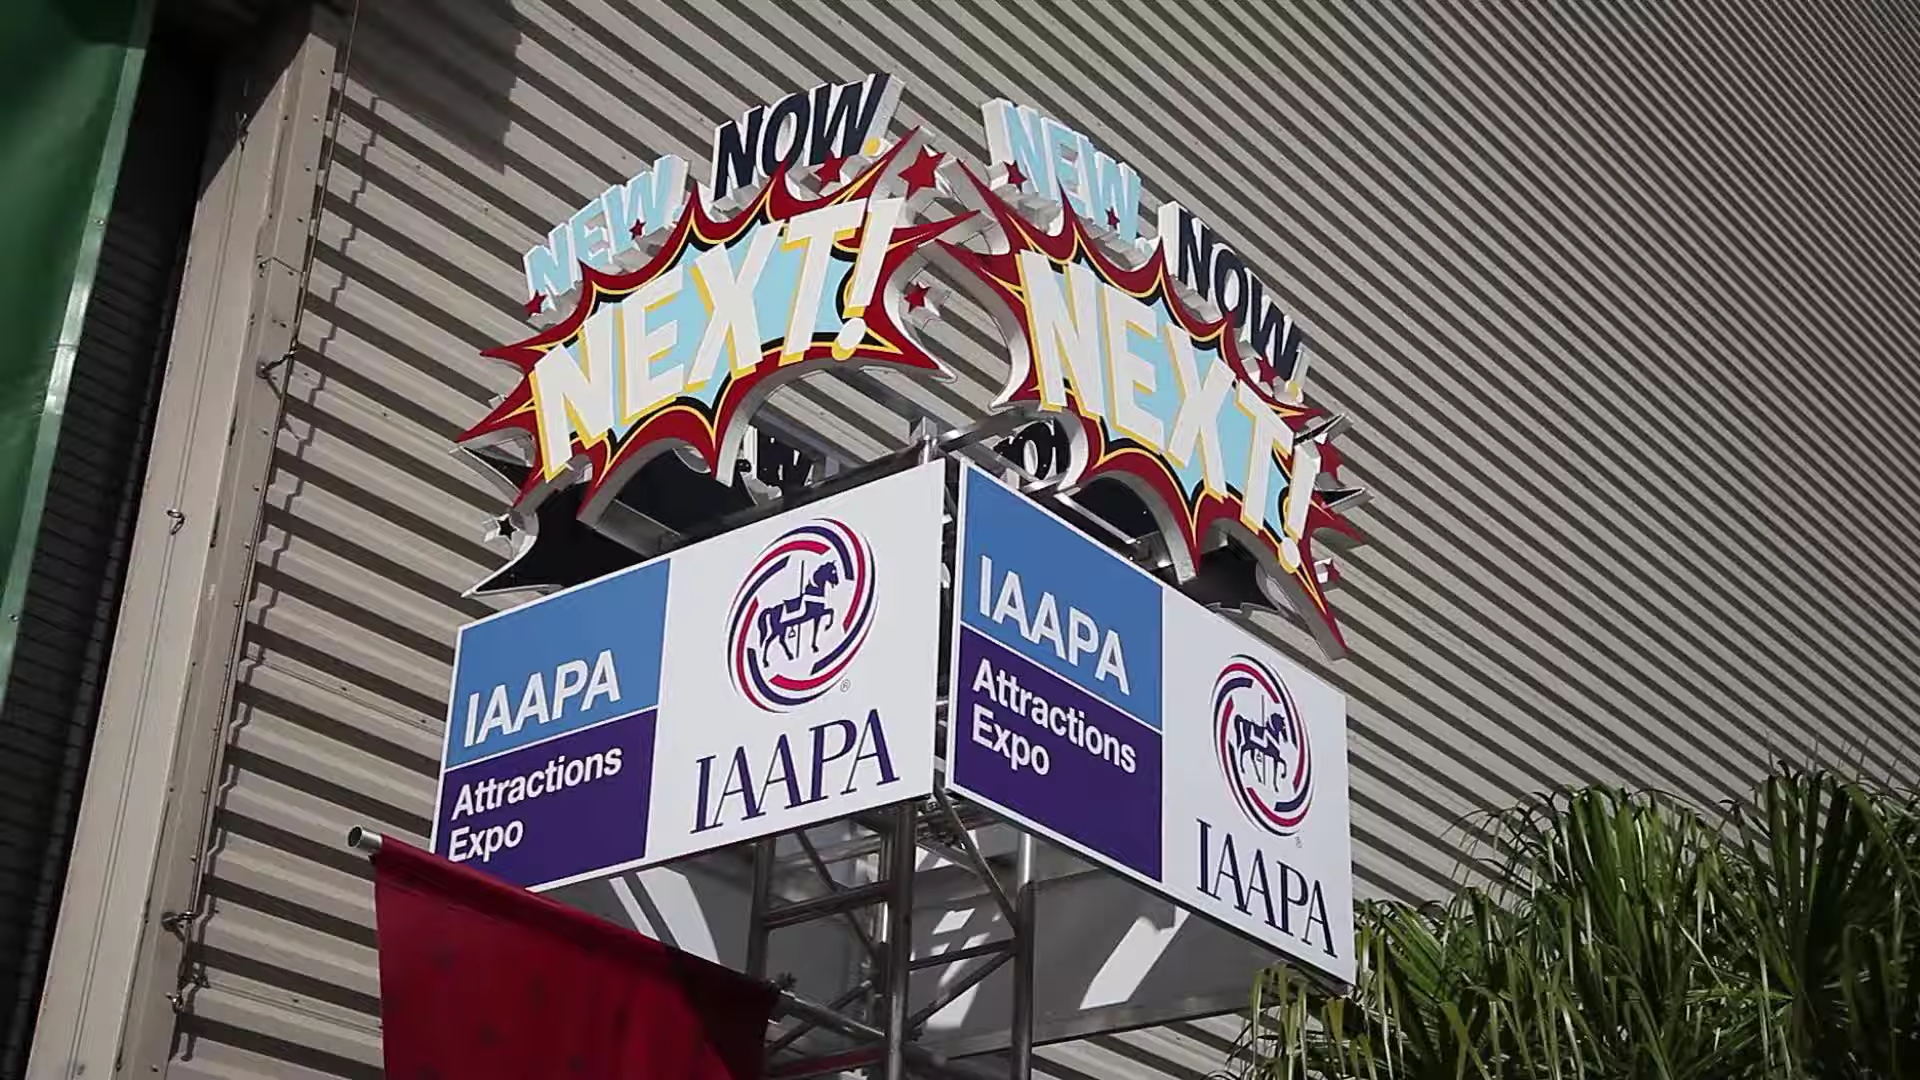 NEW. NOW.
NEXT!
NEW. NOW.
NEXT!
IAAPA
Attractions
Expo
®
IAAPA
IAAPA
Attractions
Expo
®
IAAPA